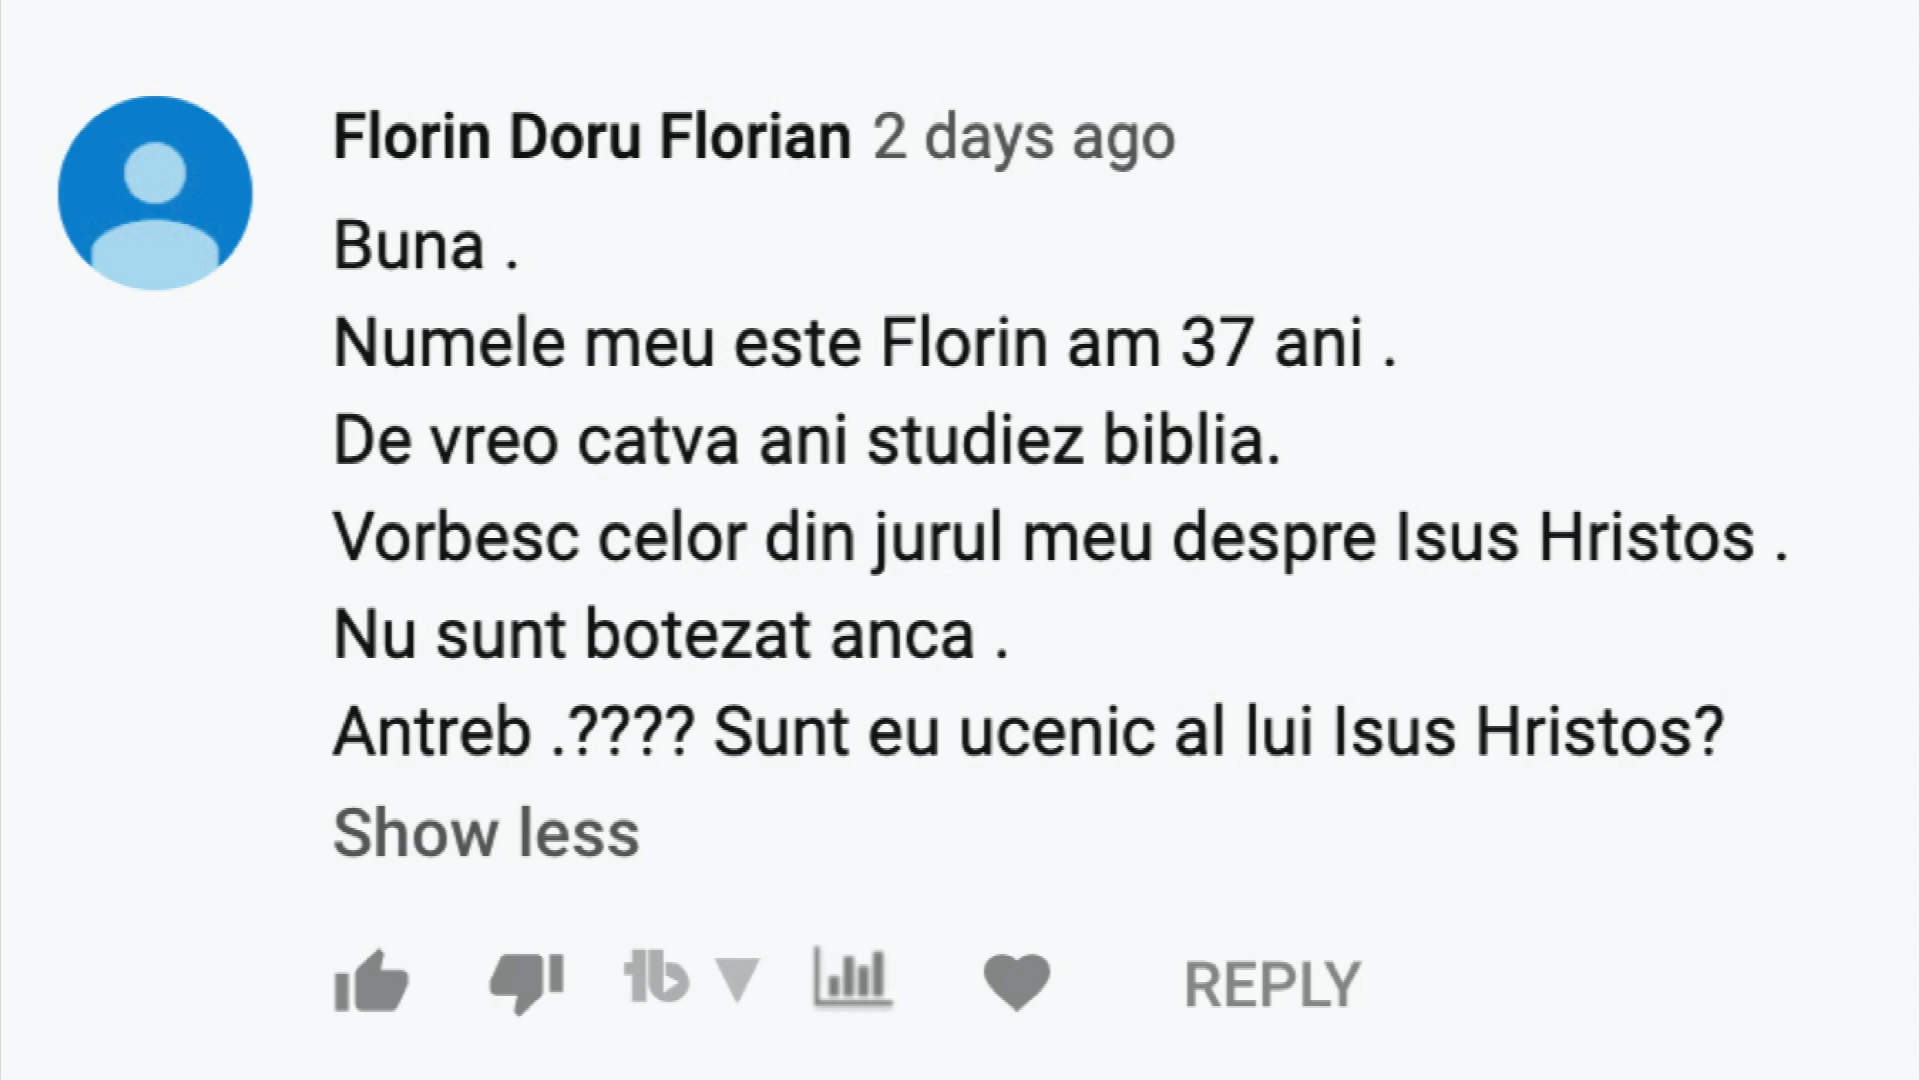 Florin Doru Florian 2 days ago
Buna .
Numele meu este Florin am 37 ani .
De vreo catva ani studiez biblia.
Vorbesc celor din jurul meu despre Isus Hristos .
Nu sunt botezat anca .
Antreb .???? Sunt eu ucenic al lui Isus Hristos?
Show less
tb REPLY